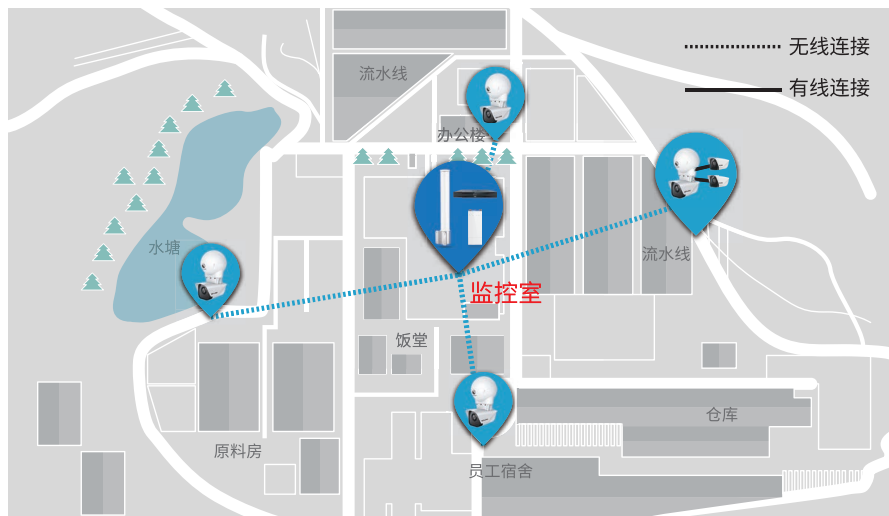 无线连接
流水线
有线连接
办公楼
水塘
流水线
监控室
饭堂
仓库
原料房
员工宿舍